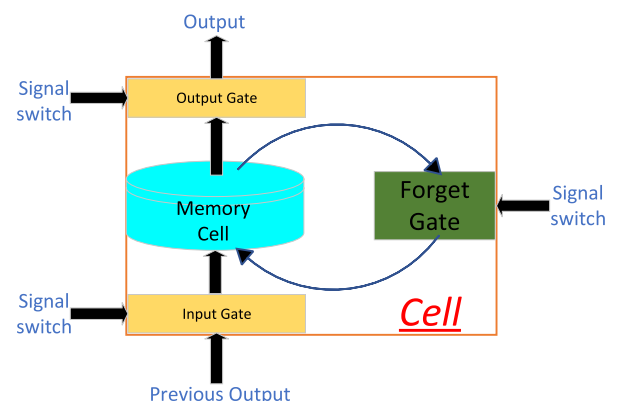 Output
Signal
switch
Output Gate
Memory
Cell
Forget
Gate
Signal
switch
Signal
switch
Input Gate
Cell
Previous Output